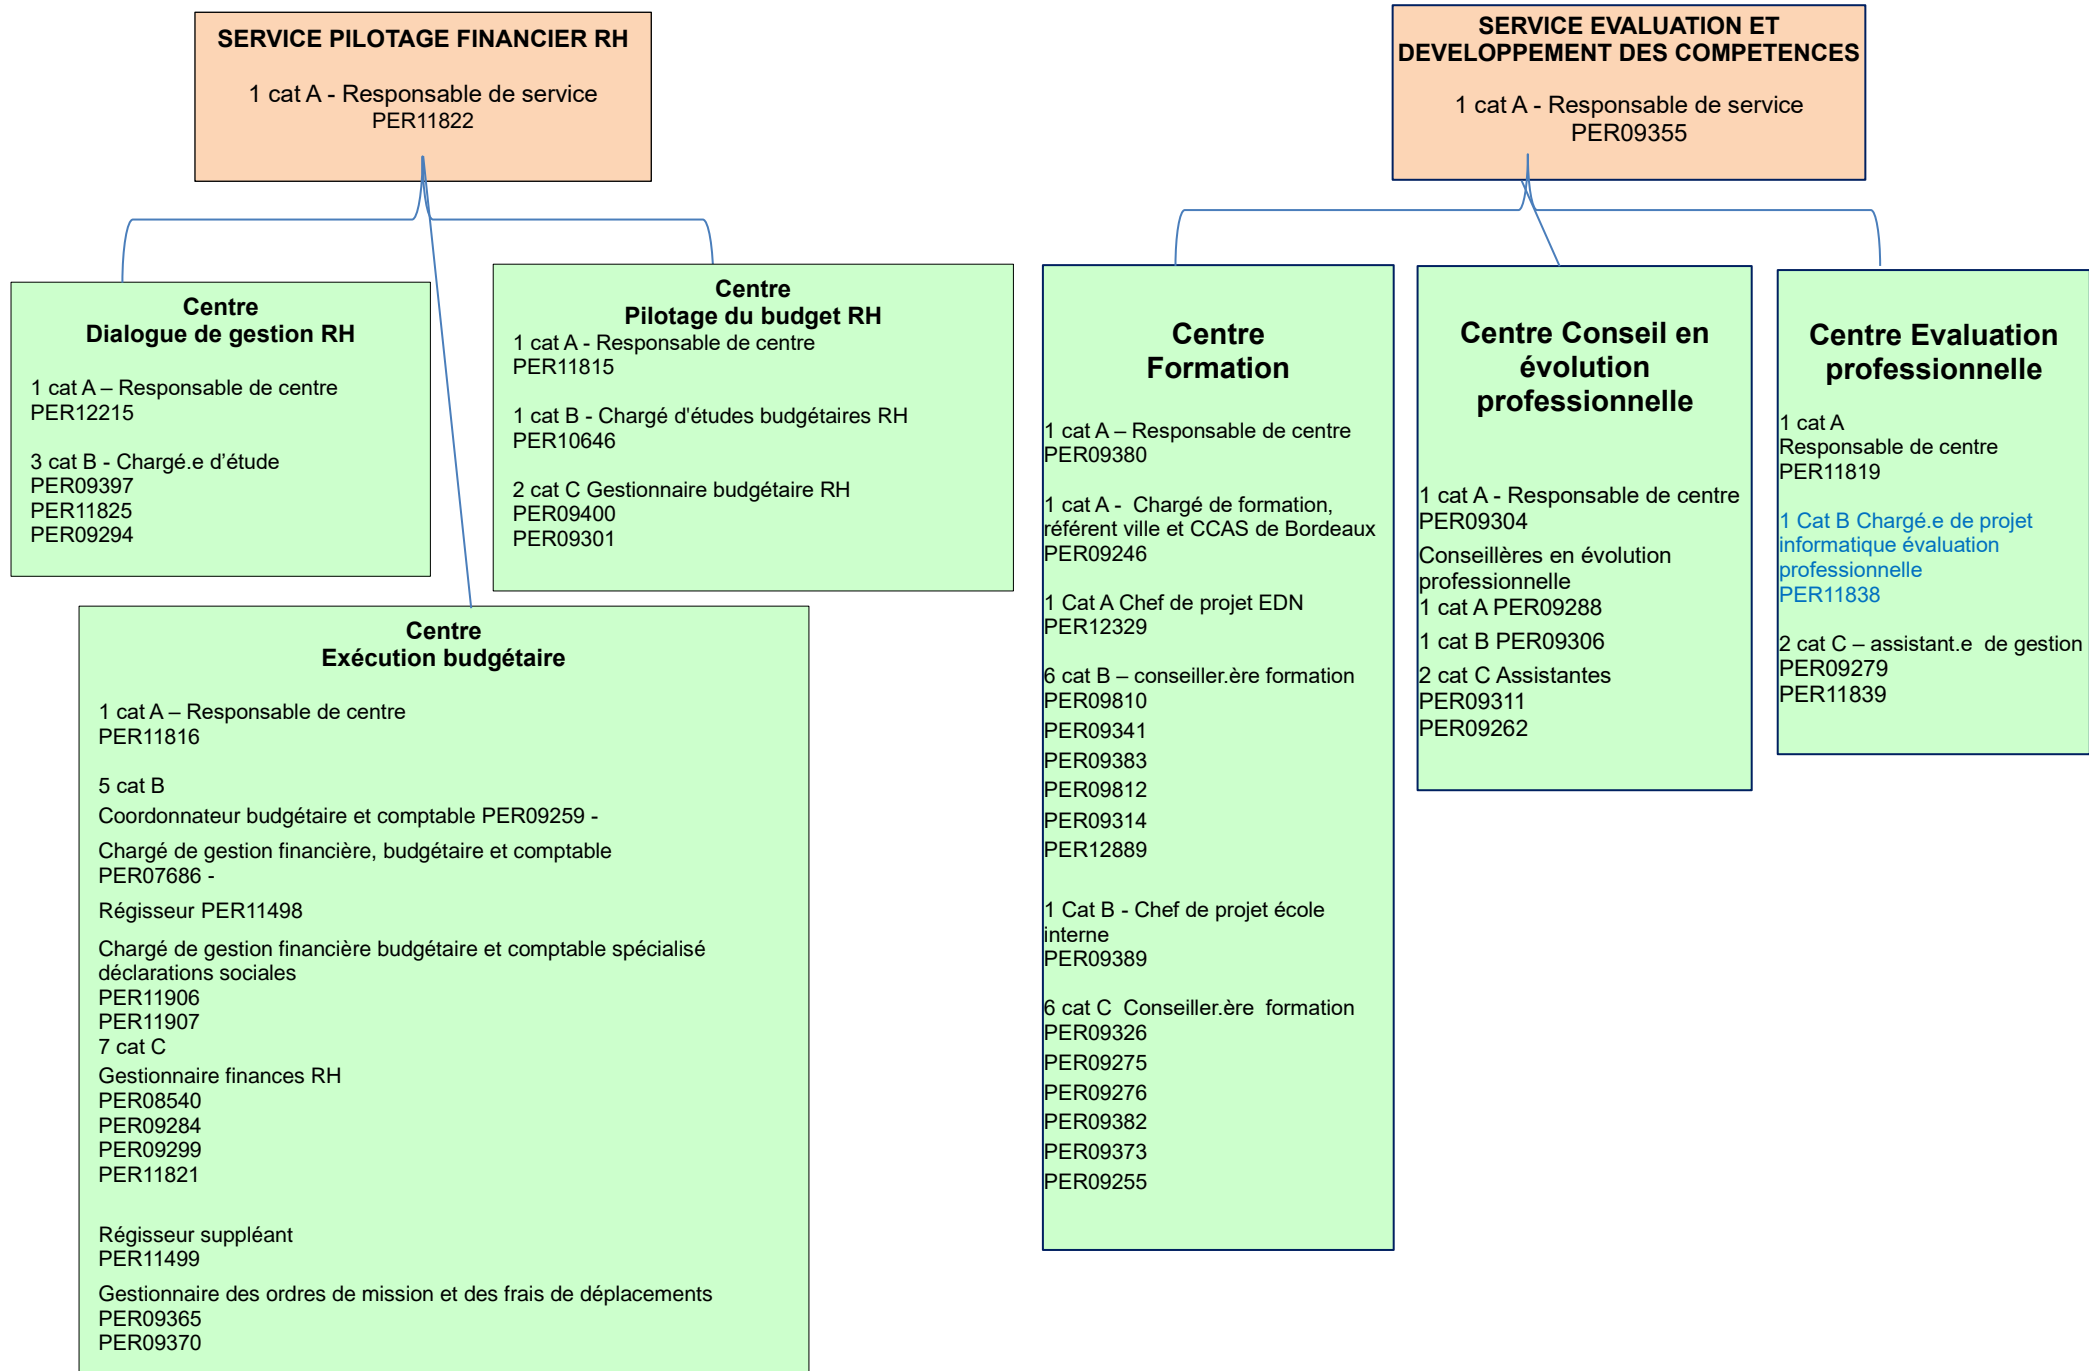 SERVICE PILOTAGE FINANCIER RH
1 cat A - Responsable de service
PER11822
Centre
Dialogue de gestion RH
1 cat A – Responsable de centre
PER12215
3 cat B - Chargé.e d’étude
PER09397
PER11825
PER09294
Centre
Pilotage du budget RH
1 cat A - Responsable de centre
PER11815
1 cat B - Chargé d'études budgétaires RH
PER10646
2 cat C Gestionnaire budgétaire RH
PER09400
PER09301
Centre
Exécution budgétaire
1 cat A – Responsable de centre
PER11816
5 cat B
Coordonnateur budgétaire et comptable PER09259 -
Chargé de gestion financière, budgétaire et comptable
PER07686 -
Régisseur PER11498
Chargé de gestion financière budgétaire et comptable spécialisé
déclarations sociales
PER11906
PER11907
7 cat C
Gestionnaire finances RH
PER08540
PER09284
PER09299
PER11821
Régisseur suppléant
PER11499
Gestionnaire des ordres de mission et des frais de déplacements
PER09365
PER09370
SERVICE EVALUATION ET
DEVELOPPEMENT DES COMPETENCES
1 cat A - Responsable de service
PER09355
Centre
Formation
1 cat A – Responsable de centre
PER09380
1 cat A - Chargé de formation,
référent ville et CCAS de Bordeaux
PER09246
1 Cat A Chef de projet EDN
PER12329
6 cat B – conseiller.ère formation
PER09810
PER09341
PER09383
PER09812
PER09314
PER12889
1 Cat B - Chef de projet école
interne
PER09389
6 cat C Conseiller.ère formation
PER09326
PER09275
PER09276
PER09382
PER09373
PER09255
Centre Conseil en
évolution
professionnelle
1 cat A - Responsable de centre
PER09304
Conseillères en évolution
professionnelle
1 cat A PER09288
1 cat B PER09306
2 cat C Assistantes
PER09311
PER09262
Centre Evaluation
professionnelle
1 cat A
Responsable de centre
PER11819
1 Cat B Chargé.e de projet
informatique évaluation
professionnelle
PER11838
2 cat C – assistant.e de gestion
PER09279
PER11839